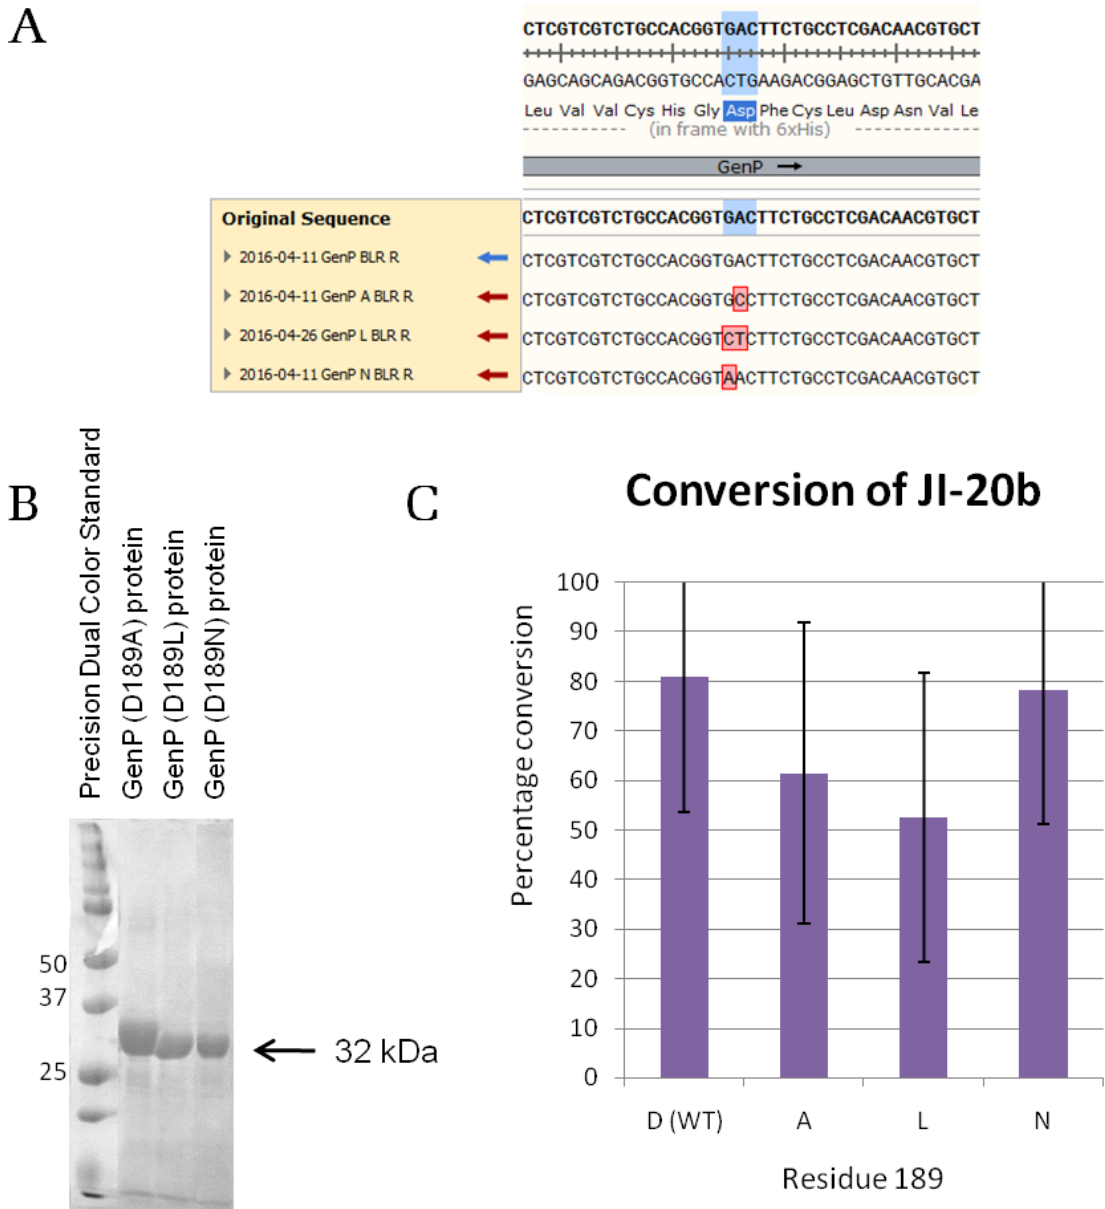 A
CTCGTCGTCTGCCACGGTGACTTCTGCCTCGACAACGTGCT
GAGCAGCAGACGGTGCCACTGAAGACGGAGCTGTTGCACGA
Leu Val Val Cys His Gly Asp Phe Cys Leu Asp Asn Val Le
(in frame with 6xHis)
GenP
Original Sequence CTCGTCGTCTGCCACGGTGACTTCTGCCTCGACAACGTGCT
2016-04-11 GenP BLR R CTCGTCGTCTGCCACGGTGACTTCTGCCTCGACAACGTGCT
2016-04-11 GenP A BLR R CTCGTCGTCTGCCACGGTGCCTTCTGCCTCGACAACGTGCT
2016-04-26 GenP L BLR R CTCGTCGTCTGCCACGGTCTCTTCTGCCTCGACAACGTGCT
2016-04-11 GenP N BLR R CTCGTCGTCTGCCACGGTAACTTCTGCCTCGACAACGTGCT
B
Precision Dual Color Standard
GenP (D189A) protein
GenP (D189L) protein
GenP (D189N) protein
50
37
25
32 kDa
C
Conversion of JI-20b
Percentage conversion
100
90
80
70
60
50
40
30
20
10
0
D (WT) A L N
Residue 189